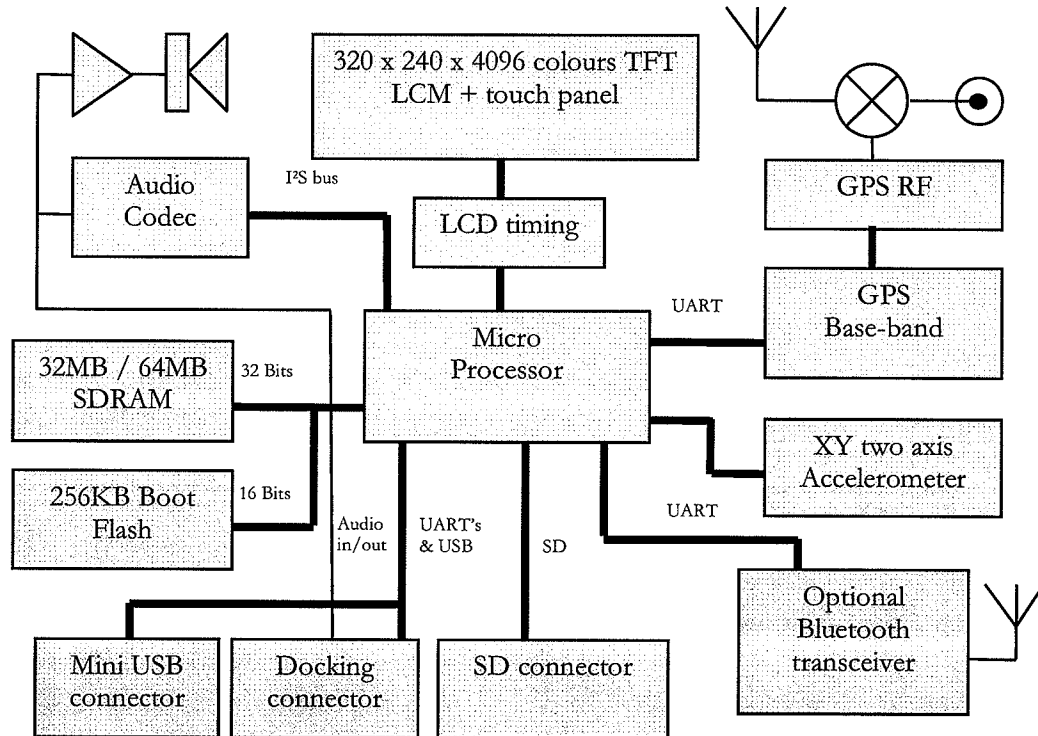 320 x 240 x 4096 colours TFT
LCM + touch panel
Audio
Codec
I²S bus
LCD timing
GPS RF
GPS
Base-band
UART
Micro
Processor
32MB / 64MB
SDRAM
32 Bits
256KB Boot
Flash
16 Bits
XY two axis
Accelerometer
Audio
in/out
UART's
& USB
SD
UART
Optional
Bluetooth
transceiver
Mini USB
connector
Docking
connector
SD connector